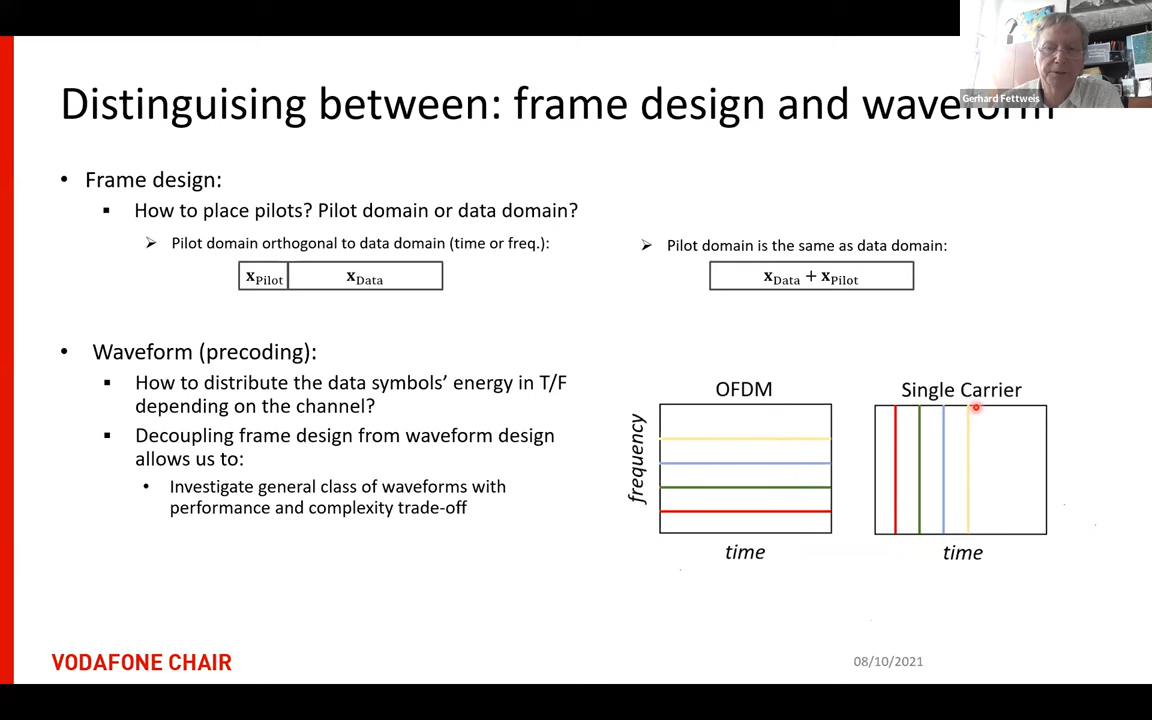 Gerhard Fettweis
Distinguising between: frame design and waveform
• Frame design:
▪ How to place pilots? Pilot domain or data domain?
➢ Pilot domain orthogonal to data domain (time or freq.):
➢ Pilot domain is the same as data domain:
xPilot xData
xData + xPilot
• Waveform (precoding):
▪ How to distribute the data symbols’ energy in T/F
depending on the channel?
▪ Decoupling frame design from waveform design
allows us to:
• Investigate general class of waveforms with
performance and complexity trade-off
OFDM
frequency
time
Single Carrier
time
VODAFONE CHAIR
08/10/2021